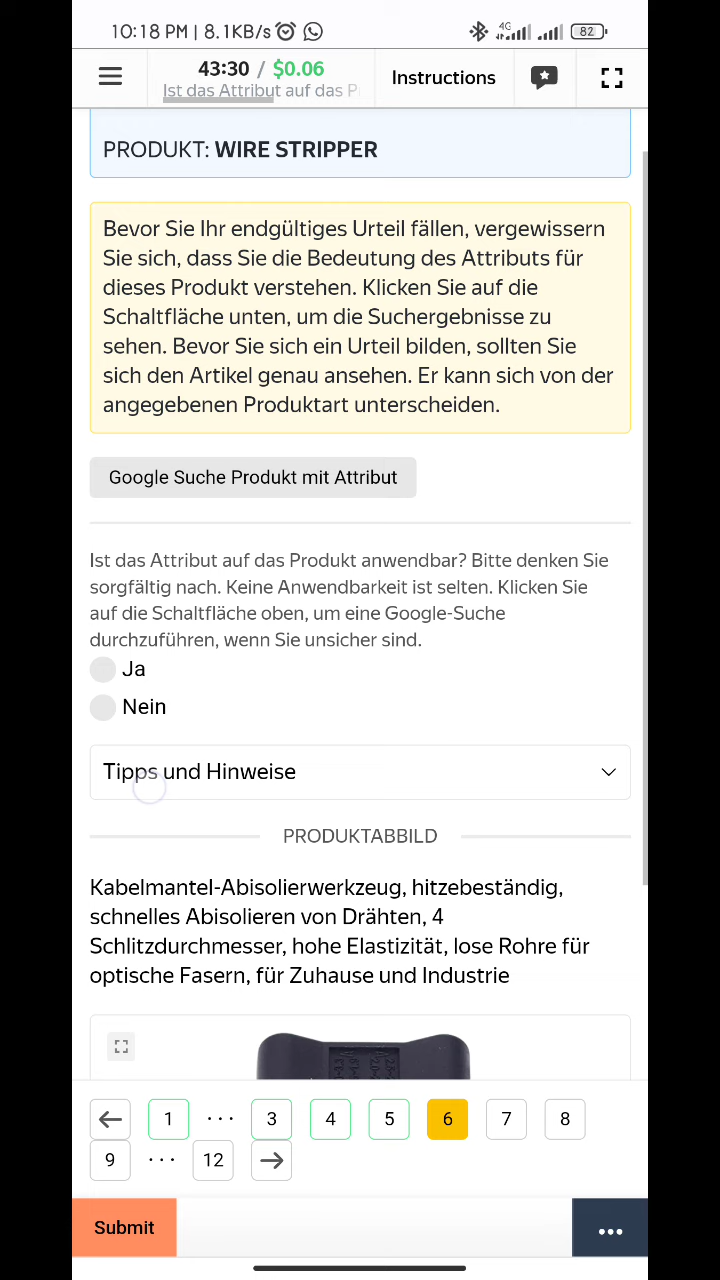 10:18 PM | 8.1KB/s
4G
82
43:30 / $0.06
Ist das Attribut auf das P
Instructions
PRODUKT: WIRE STRIPPER
Bevor Sie Ihr endgültiges Urteil fällen, vergewissern
Sie sich, dass Sie die Bedeutung des Attributs für
dieses Produkt verstehen. Klicken Sie auf die
Schaltfläche unten, um die Suchergebnisse zu
sehen. Bevor Sie sich ein Urteil bilden, sollten Sie
sich den Artikel genau ansehen. Er kann sich von der
angegebenen Produktart unterscheiden.
Google Suche Produkt mit Attribut
Ist das Attribut auf das Produkt anwendbar? Bitte denken Sie
sorgfältig nach. Keine Anwendbarkeit ist selten. Klicken Sie
auf die Schaltfläche oben, um eine Google-Suche
durchzuführen, wenn Sie unsicher sind.
Ja
Nein
Tipps und Hinweise
PRODUKTABBILD
Kabelmantel-Abisolierwerkzeug, hitzebeständig,
schnelles Abisolieren von Drähten, 4
Schlitzdurchmesser, hohe Elastizität, lose Rohre für
optische Fasern, für Zuhause und Industrie
1 ... 3 4 5 6 7 8
9 ... 12
Submit